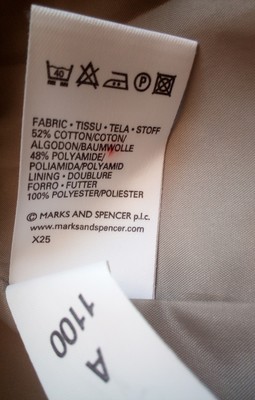 40
P
FABRIC • TISSU • TELA • STOFF
52% COTTON/COTON/
ALGODON/BAUMWOLLE
48% POLYAMIDE/
POLIAMIDA/POLYAMID
LINING • DOUBLURE
FORRO • FUTTER
100% POLYESTER/POLIESTER
© MARKS AND SPENCER p.l.c.
www.marksandspencer.com
X25
1100
A